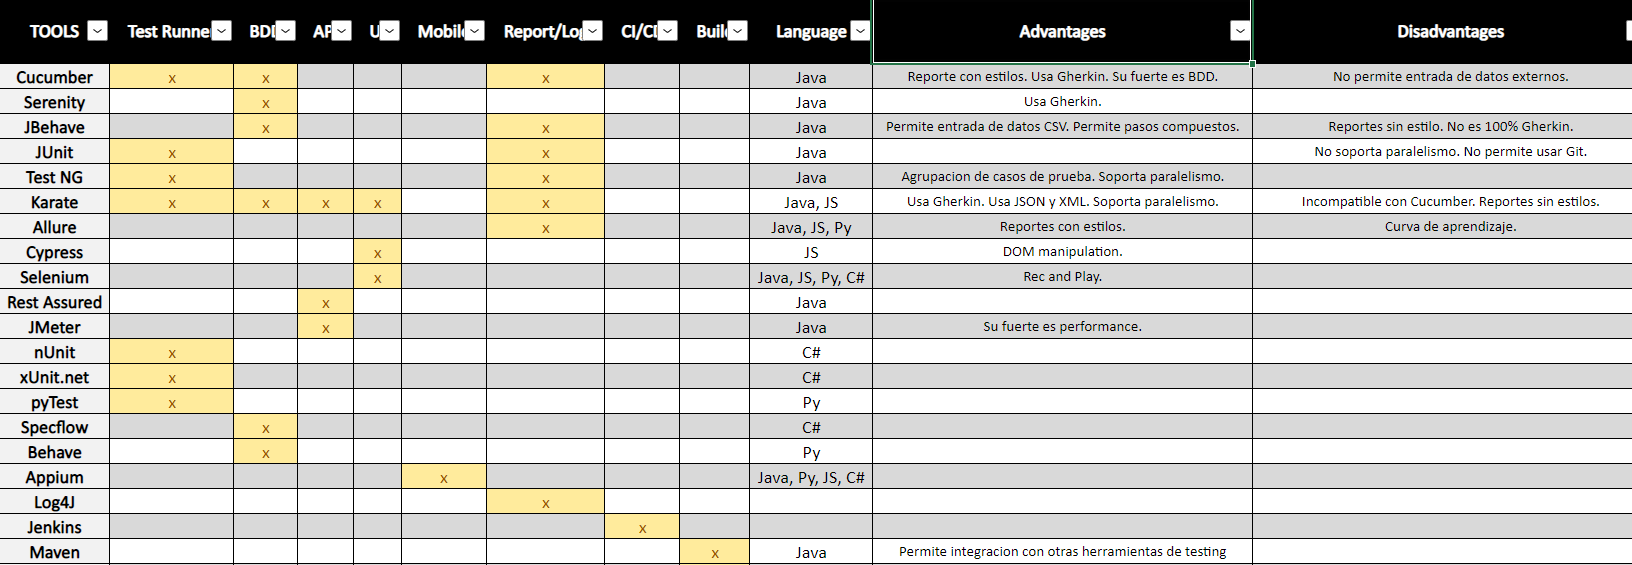 TOOLS Test Runne BDI AP U Mobile Report/Log CI/CI Build Language Advantages Disadvantages
Cucumber x x x Java Reporte con estilos. Usa Gherkin. Su fuerte es BDD. No permite entrada de datos externos.
Serenity x Java Usa Gherkin.
JBehave x x Java Permite entrada de datos CSV. Permite pasos compuestos. Reportes sin estilo. No es 100% Gherkin.
JUnit x x Java No soporta paralelismo. No permite usar Git.
Test NG x x Java Agrupacion de casos de prueba. Soporta paralelismo.
Karate x x x x x Java, JS Usa Gherkin. Usa JSON y XML. Soporta paralelismo. Incompatible con Cucumber. Reportes sin estilos.
Allure x Java, JS, Py Reportes con estilos. Curva de aprendizaje.
Cypress x JS DOM manipulation.
Selenium x Java, JS, Py, C# Rec and Play.
Rest Assured x Java
JMeter x Java Su fuerte es performance.
nUnit x C#
xUnit.net x C#
pyTest x Py
Specflow x C#
Behave x Py
Appium x Java, Py, JS, C#
Log4J x
Jenkins x
Maven x Java Permite integracion con otras herramientas de testing